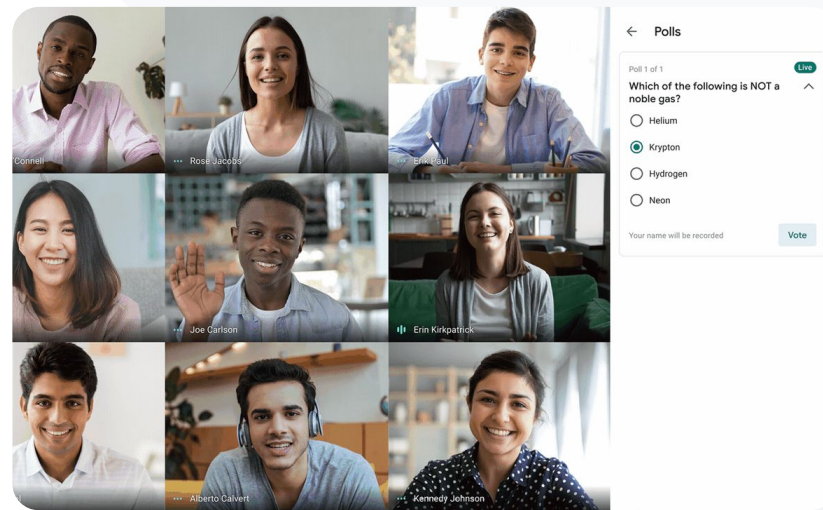 Connell
Rose Jacobs
Erik Paul
Joe Carlson
Erin Kirkpatrick
Alberto Calvert
Kennedy Johnson
Polls
Poll 1 of 1
Live
Which of the following is NOT a
noble gas?
Helium
Krypton
Hydrogen
Neon
Your name will be recorded
Vote